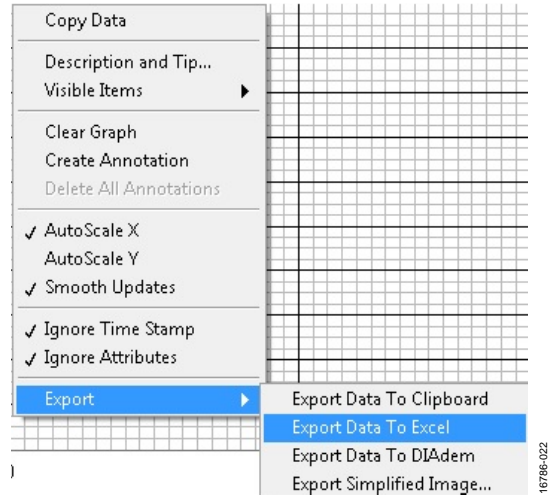 Copy Data
Description and Tip...
Visible Items
Clear Graph
Create Annotation
Delete All Annotations
AutoScale X
AutoScale Y
Smooth Updates
Ignore Time Stamp
Ignore Attributes
Export
Export Data To Clipboard
Export Data To Excel
Export Data To DIAdem
Export Simplified Image...
16786-022